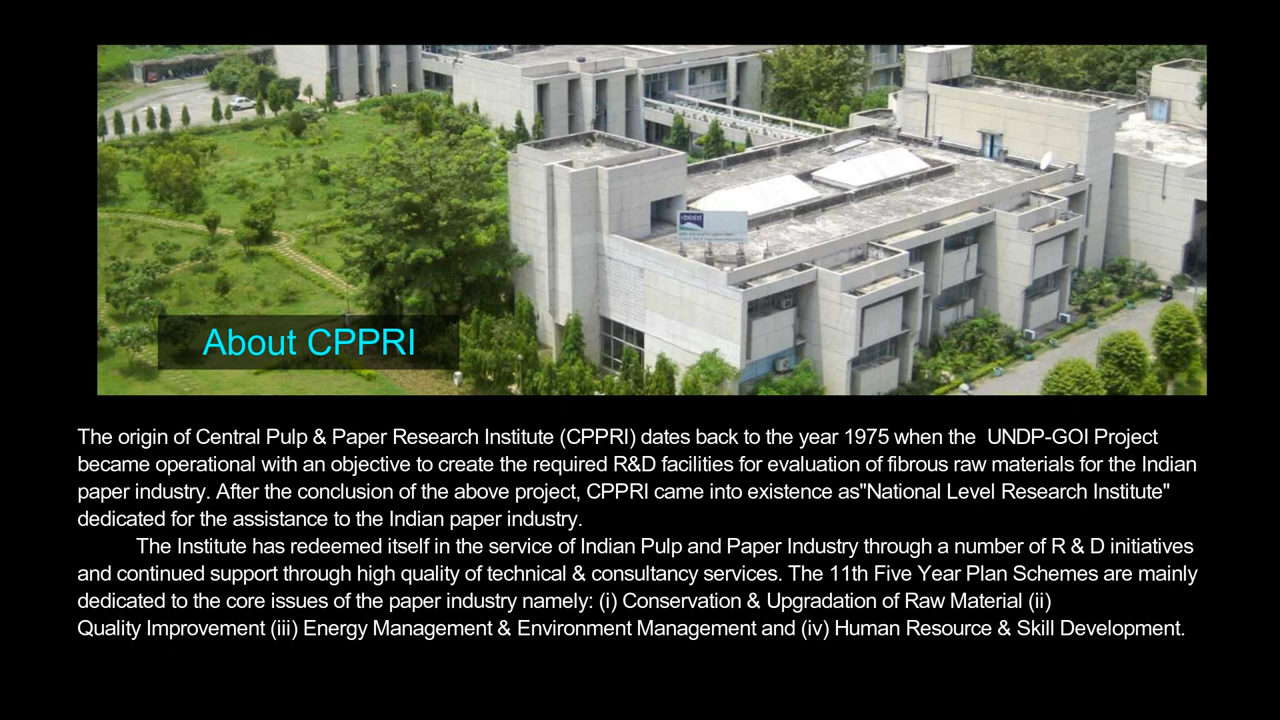 About CPPRI
The origin of Central Pulp & Paper Research Institute (CPPRI) dates back to the year 1975 when the  UNDP-GOI Project
became operational with an objective to create the required R&D facilities for evaluation of fibrous raw materials for the Indian
paper industry. After the conclusion of the above project, CPPRI came into existence as"National Level Research Institute"
dedicated for the assistance to the Indian paper industry.
The Institute has redeemed itself in the service of Indian Pulp and Paper Industry through a number of R & D initiatives
and continued support through high quality of technical & consultancy services. The 11th Five Year Plan Schemes are mainly
dedicated to the core issues of the paper industry namely: (i) Conservation & Upgradation of Raw Material (ii)
Quality Improvement (iii) Energy Management & Environment Management and (iv) Human Resource & Skill Development.